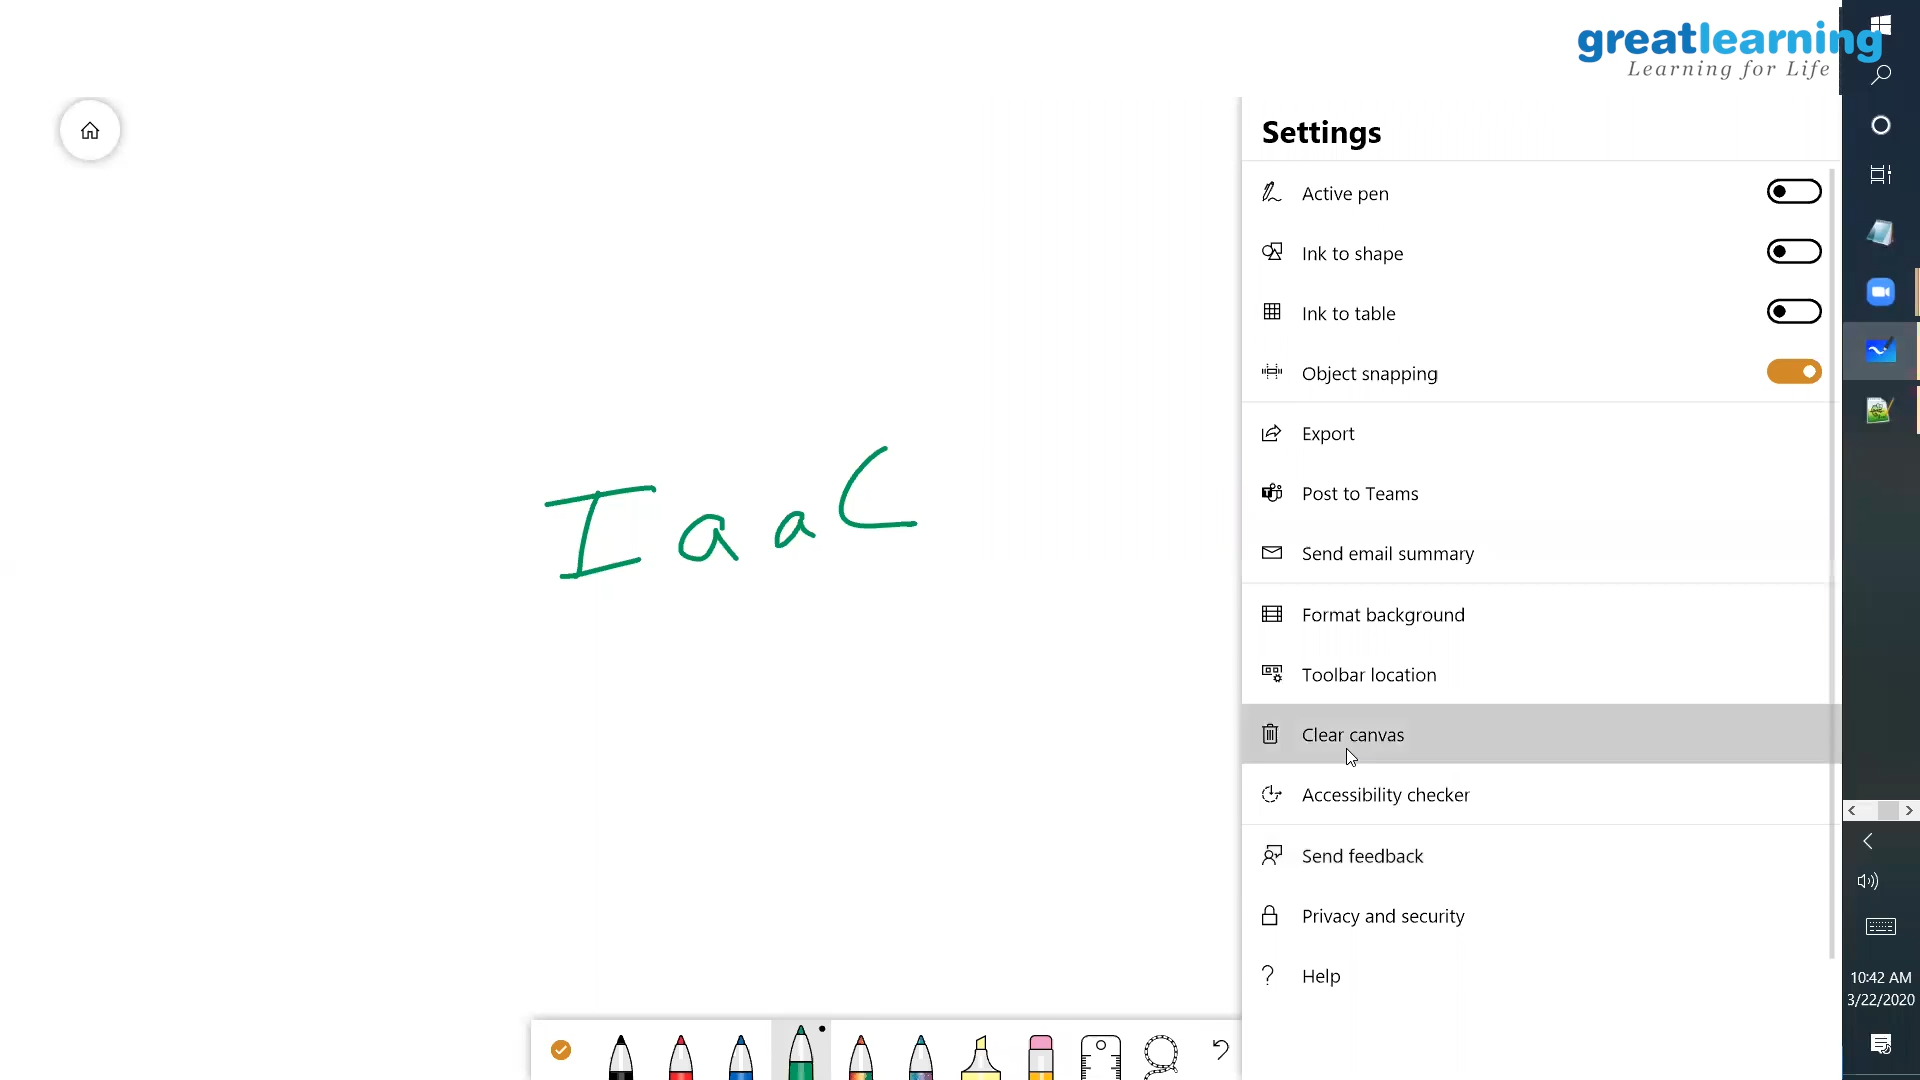 greatlearning
Learning for Life
Settings
Active pen
Ink to shape
Ink to table
Object snapping
Export
Post to Teams
Send email summary
Format background
Toolbar location
Clear canvas
Accessibility checker
Send feedback
Privacy and security
Help
IaaC
10:42 AM
3/22/2020